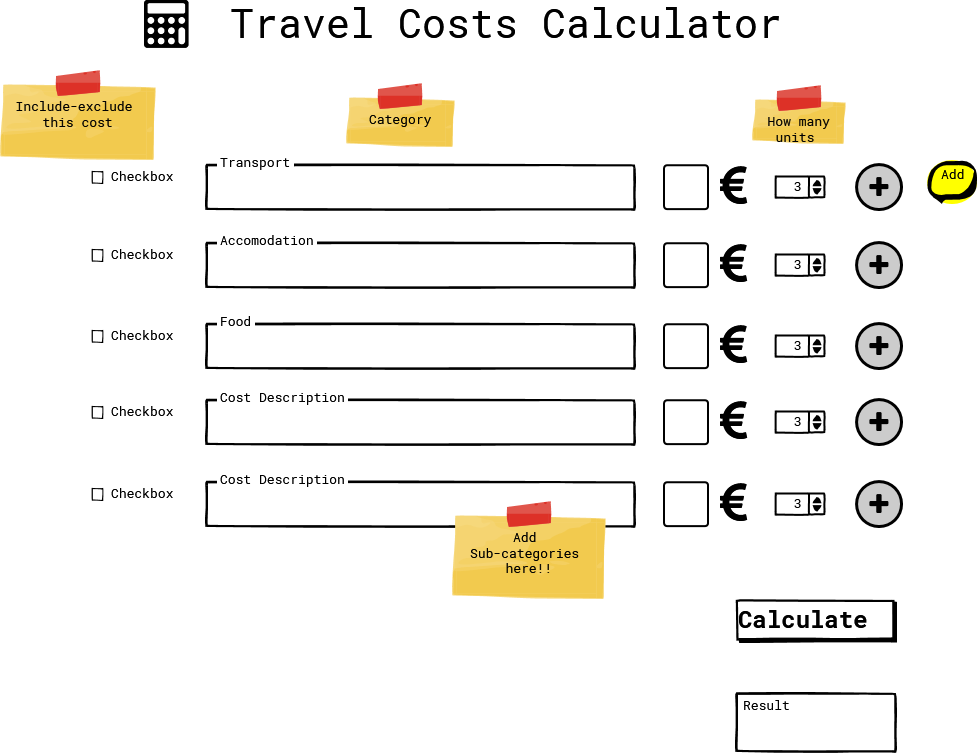 Travel Costs Calculator
Include-exclude
this cost
Category
How many
units
Transport
Checkbox
3
Add
Accomodation
Checkbox
3
Food
Checkbox
3
Cost Description
Checkbox
3
Cost Description
Checkbox
3
Add
Sub-categories
here!!
Calculate
Result